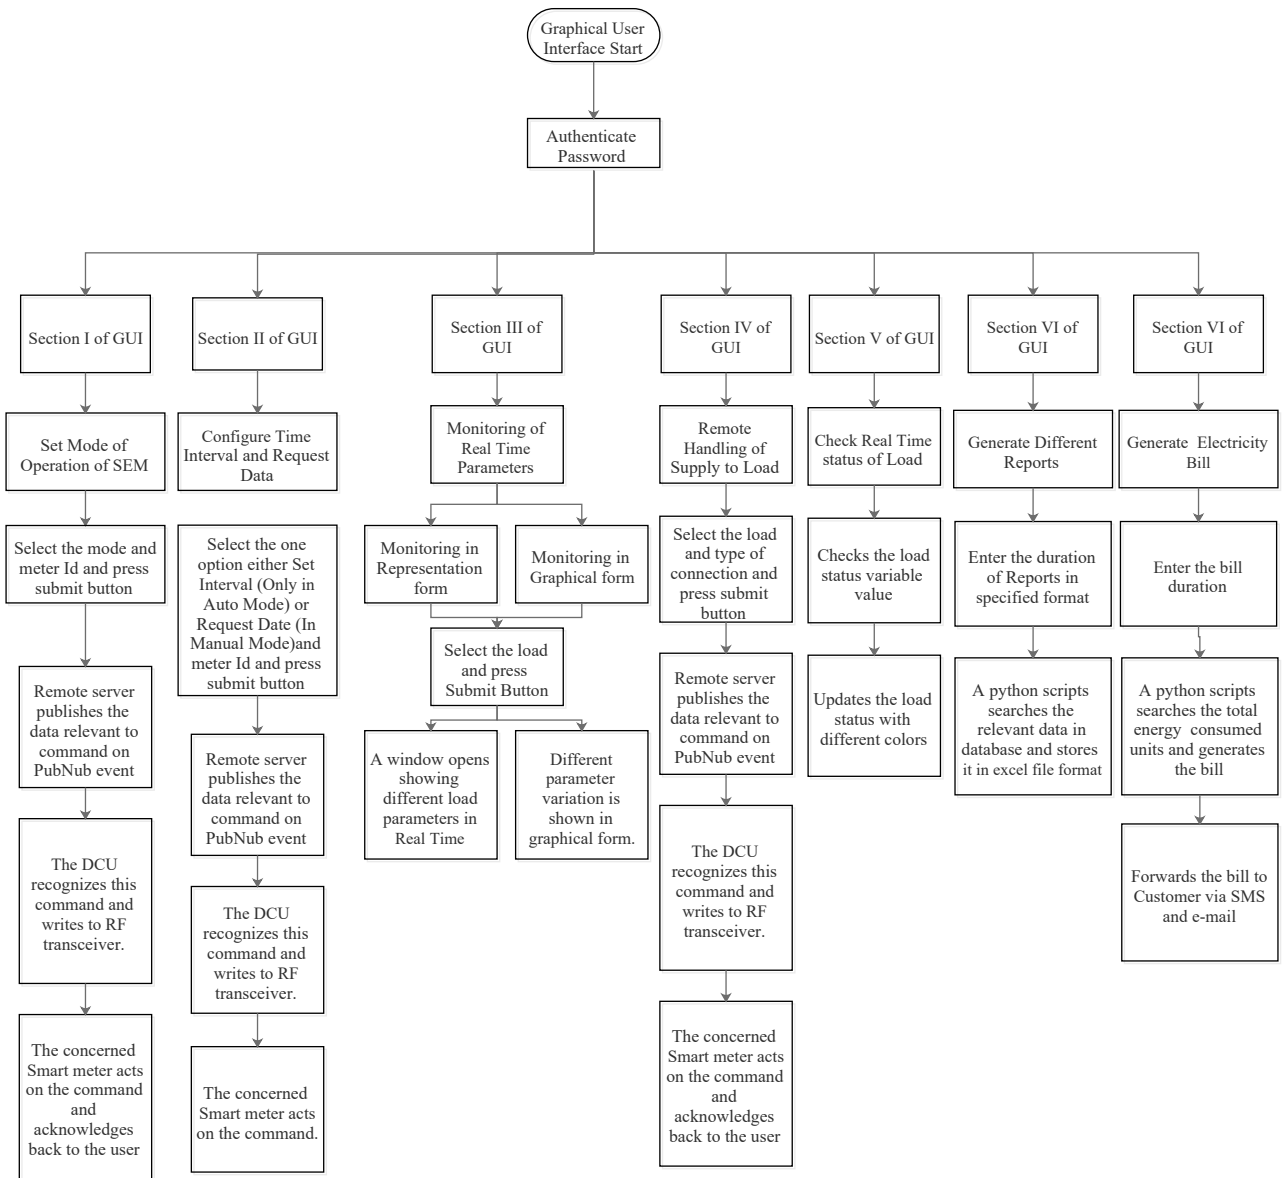 Graphical User
Interface Start
Authenticate
Password
Section I of GUI
Set Mode of
Operation of SEM
Select the mode and
meter Id and press
submit button
Remote server
publishes the
data relevant to
command on
PubNub event
The DCU
recognizes this
command and
writes to RF
transceiver.
The concerned
Smart meter acts
on the command
and
acknowledges
back to the user
Section II of GUI
Configure Time
Interval and Request
Data
Select the one
option either Set
Interval (Only in
Auto Mode) or
Request Date (In
Manual Mode)and
meter Id and press
submit button
Remote server
publishes the
data relevant to
command on
PubNub event
The DCU
recognizes this
command and
writes to RF
transceiver.
The concerned
Smart meter acts
on the command.
Section III of
GUI
Monitoring of
Real Time
Parameters
Monitoring in
Representation
form
Monitoring in
Graphical form
Select the load
and press
Submit Button
A window opens
showing
different load
parameters in
Real Time
Different
parameter
variation is
shown in
graphical form.
Section IV of
GUI
Remote
Handling of
Supply to Load
Select the load
and type of
connection and
press submit
button
Remote server
publishes the
data relevant to
command on
PubNub event
The DCU
recognizes this
command and
writes to RF
transceiver.
The concerned
Smart meter acts
on the command
and
acknowledges
back to the user
Section V of GUI
Check Real Time
status of Load
Checks the load
status variable
value
Updates the load
status with
different colors
Section VI of
GUI
Generate Different
Reports
Enter the duration
of Reports in
specified format
A python scripts
searches the
relevant data in
database and stores
it in excel file format
Section VI of
GUI
Generate Electricity
Bill
Enter the bill
duration
A python scripts
searches the total
energy consumed
units and generates
the bill
Forwards the bill to
Customer via SMS
and e-mail